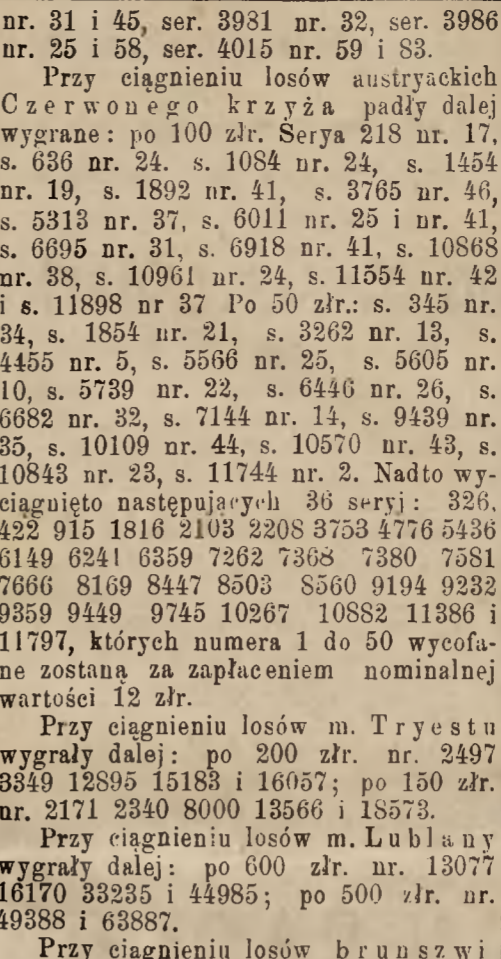 nr. 31 i 45, ser. 3981 nr. 32, ser. 3986
nr. 25 i 58, ser. 4015 nr. 59 i 83.
Przy ciągnieniu losów austryackich
Czerwonego krzyża padły dalej
wygrane: po 100 złr. Serya 218 nr. 17,
s. 636 nr. 24. s. 1084 nr. 24, s. 1454
nr. 19, s. 1892 nr. 41, s. 3765 nr. 46,
s. 5313 nr. 37, s. 6011 nr. 25 i nr. 41,
s. 6695 nr. 31, s. 6918 nr. 41, s. 10868
nr. 38, s. 10961 nr. 24, s. 11554 nr. 42
i s. 11898 nr 37 Po 50 złr.: s. 345 nr.
34, s. 1854 nr. 21, s. 3262 nr. 13, s.
4455 nr. 5, s. 5566 nr. 25, s. 5605 nr.
10, s. 5739 nr. 22, s. 6446 nr. 26, s.
6682 nr. 32, s. 7144 nr. 14, s. 9439 nr.
35, s. 10109 nr. 44, s. 10570 nr. 43, s.
10843 nr. 23, s. 11744 nr. 2. Nadto wy-
ciągnięto następujących 36 seryj: 326,
422 915 1816 2103 2208 3753 4776 5436
6149 6241 6359 7262 7368 7380 7581
7666 8169 8447 8503 8560 9194 9232
9359 9449 9745 10267 10882 11386 i
11797, których numera 1 do 50 wycofa-
ne zostaną za zapłaceniem nominalnej
wartości 12 złr.
Przy ciągnieniu losów m. Tryestu
wygrały dalej: po 200 złr. nr. 2497
3349 12895 15183 i 16057; po 150 złr.
nr. 2171 2340 8000 13566 i 18573.
Przy ciągnieniu losów m. Lublany
wygrały dalej: po 600 złr. nr. 13077
16170 33235 i 44985; po 500 złr. nr.
49388 i 63887.
Przy ciągnieniu losów brunszwi